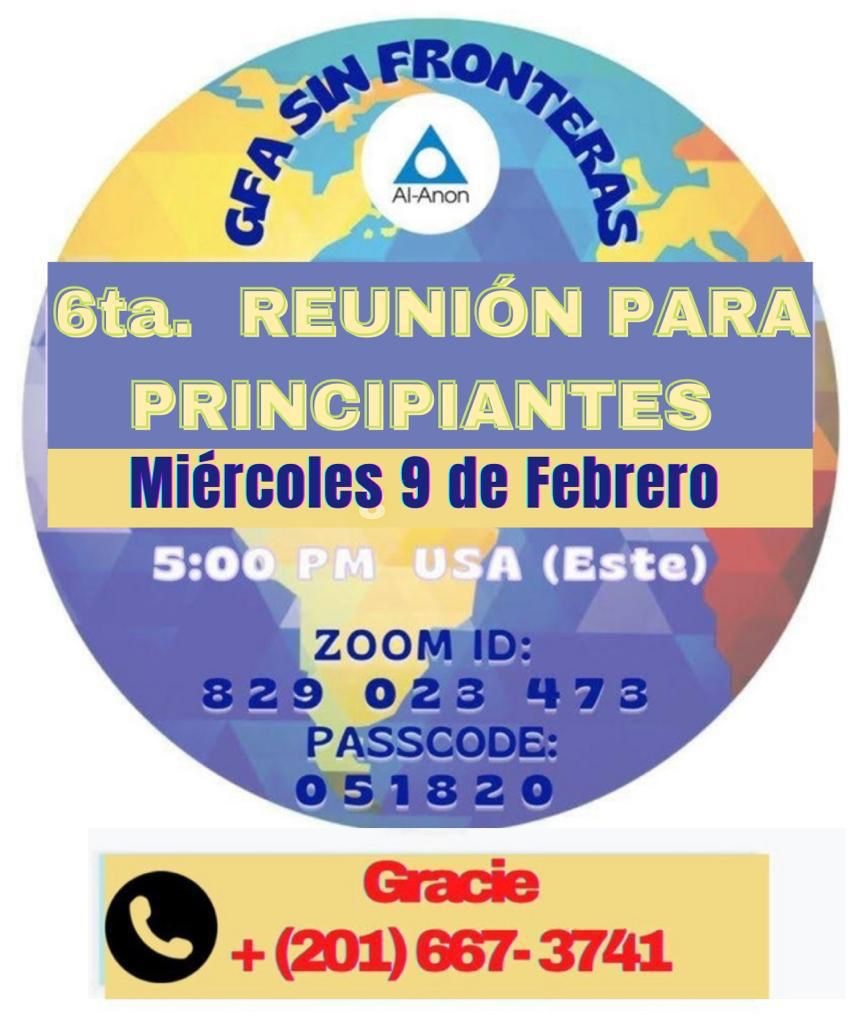 GFA SIN FRONTERAS
Al-Anon
6ta. REUNIÓN PARA
PRINCIPIANTES
Miércoles 9 de Febrero
5:00 PM USA (Este)
ZOOM ID:
829 023 473
PASSCODE:
051820
Gracie
+ (201) 667- 3741